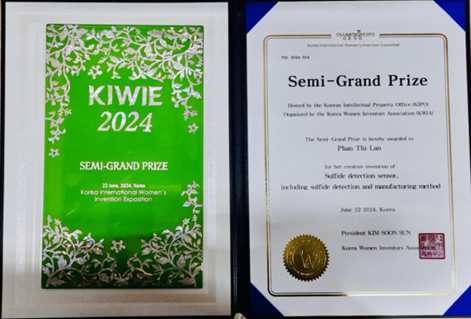 KIWIE
2024
SEMI-GRAND PRIZE
22 June, 2024, Korea
Korea International Women's
Invention Exposition
Korea International Women's Invention Exposition
Semi-Grand Prize
Hosted by the Korean Intellectual Property Office (KIPO)
Organized by the Korea Women Inventors Association (KWIA)
The Semi-Grand Prize is hereby awarded to
Phan Thi Lan
for her creative invention of
Sulfide detection sensor,
including sulfide detection and manufacturing method
June 22 2024, Korea
President KIM SOON SUN
Korea Women Inventors Association